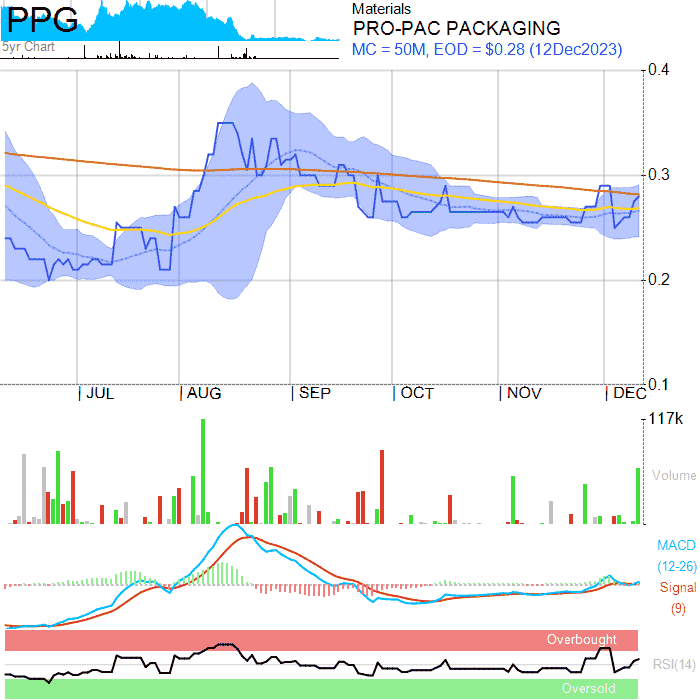 PPG
5yr Chart
Materials
PRO-PAC PACKAGING
MC = 50M, EOD = $0.28 (12Dec2023)
0.4
0.3
0.2
0.1
JUL AUG SEP OCT NOV DEC
117k
Volume
MACD
(12-26)
Signal
(9)
Overbought
RSI(14)
Oversold